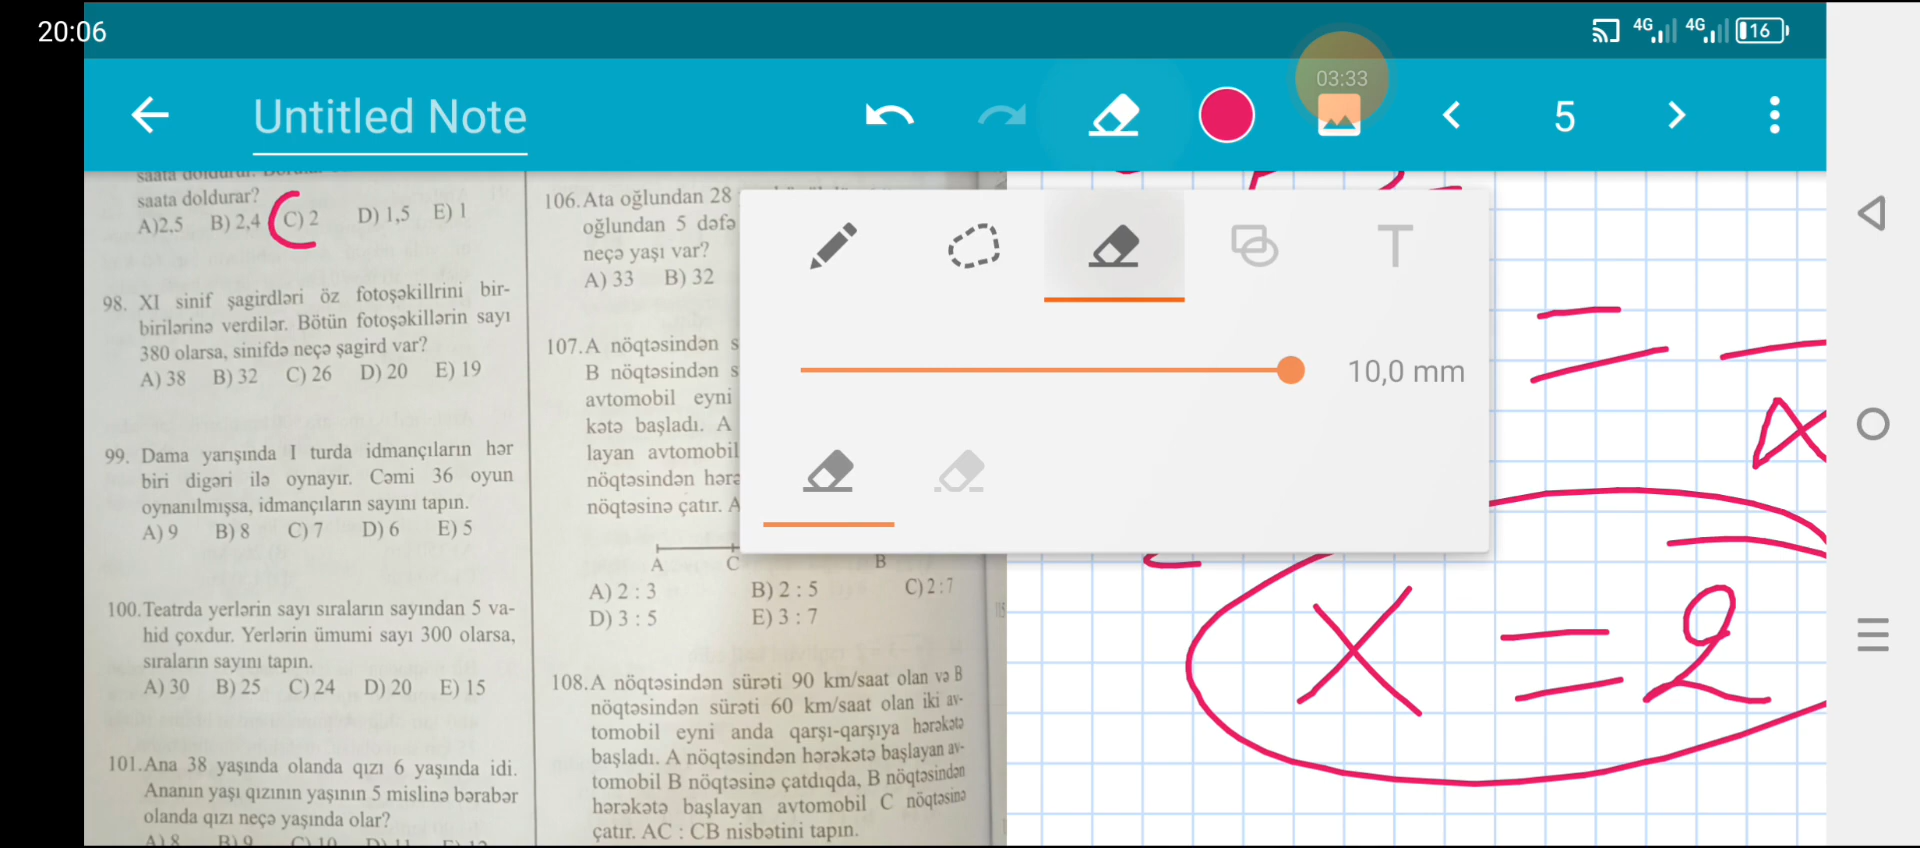 20:06
4G 4G 16
03:33
Untitled Note
5
saata doldurar?
A)2,5 B) 2,4 C) 2 D) 1,5 E) 1
98. XI sinif şagirdləri öz fotoşəkillrini bir-
birilərinə verdilər. Bötün fotoşəkillərin sayı
380 olarsa, sinifdə neçə şagird var?
A) 38 B) 32 C) 26 D) 20 E) 19
99. Dama yarışında I turda idmançıların hər
biri digəri ilə oynayır. Cəmi 36 oyun
oynanılmışsa, idmançıların sayını tapın.
A) 9 B) 8 C) 7 D) 6 E) 5
100. Teatrda yerlərin sayı sıraların sayından 5 va-
hid çoxdur. Yerlərin ümumi sayı 300 olarsa,
sıraların sayını tapın.
A) 30 B) 25 C) 24 D) 20 E) 15
101. Ana 38 yaşında olanda qızı 6 yaşında idi.
Ananın yaşı qızının yaşının 5 mislinə bərabər
olanda qızı neçə yaşında olar?
A) 8 B) 9 C) 10 D) 11 E) 12
106. Ata oğlundan 28
oğlundan 5 dəfə
neçə yaşı var?
A) 33 B) 32
107. A nöqtəsindən s
B nöqtəsindən s
avtomobil eyni
kətə başladı. A
layan avtomobil
nöqtəsindən hərə
nöqtəsinə çatır. A
A C B
A) 2 : 3 B) 2 : 5 C) 2 : 7
D) 3 : 5 E) 3 : 7
108. A nöqtəsindən sürəti 90 km/saat olan və B
nöqtəsindən sürəti 60 km/saat olan iki av-
tomobil eyni anda qarşı-qarşıya hərəkətə
başladı. A nöqtəsindən hərəkətə başlayan av-
tomobil B nöqtəsinə çatdıqda, B nöqtəsindən
hərəkətə başlayan avtomobil C nöqtəsinə
çatır. AC : CB nisbətini tapın.
T
10,0 mm
x = 2